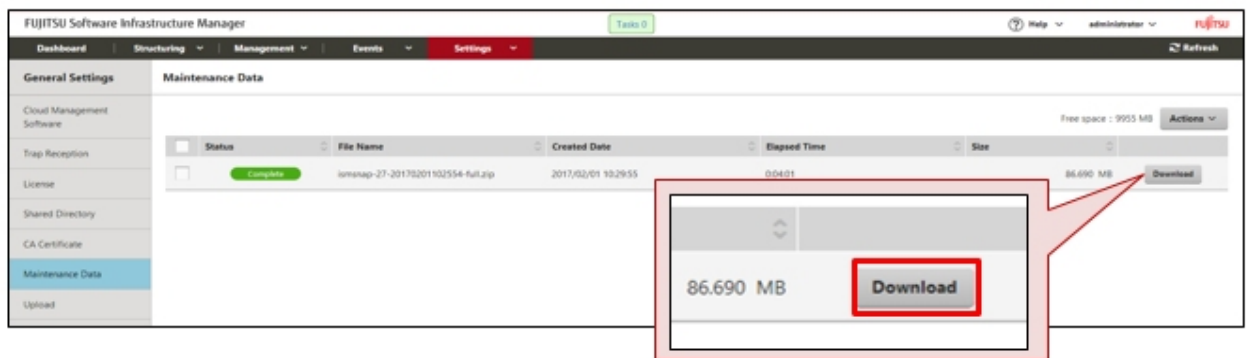 FUJITSU Software Infrastructure Manager
Tasks 0
Help
administrator
FUJITSU
Dashboard
Structuring
Management
Events
Settings
Refresh
General Settings
Maintenance Data
Cloud Management
Software
Trap Reception
License
Shared Directory
CA Certificate
Maintenance Data
Upload
Free space : 9955 MB
Actions
Status
File Name
Created Date
Elapsed Time
Size
Complete
ismsnap-27-20170201102554-full.zip
2017/02/01 10:29:55
0:04:01
86.690 MB
Download
86.690 MB
Download